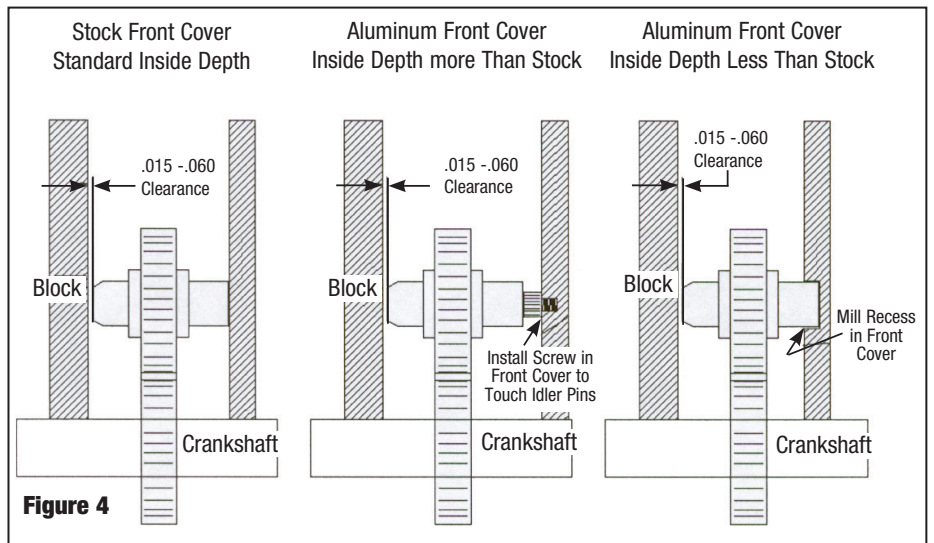 Stock Front Cover
Standard Inside Depth
.015 -.060
Clearance
Block
Crankshaft
Figure 4
Aluminum Front Cover
Inside Depth more Than Stock
.015 -.060
Clearance
Block
Install Screw in
Front Cover to
Touch Idler Pins
Crankshaft
Aluminum Front Cover
Inside Depth Less Than Stock
.015 -.060
Clearance
Block
Mill Recess
in Front
Cover
Crankshaft